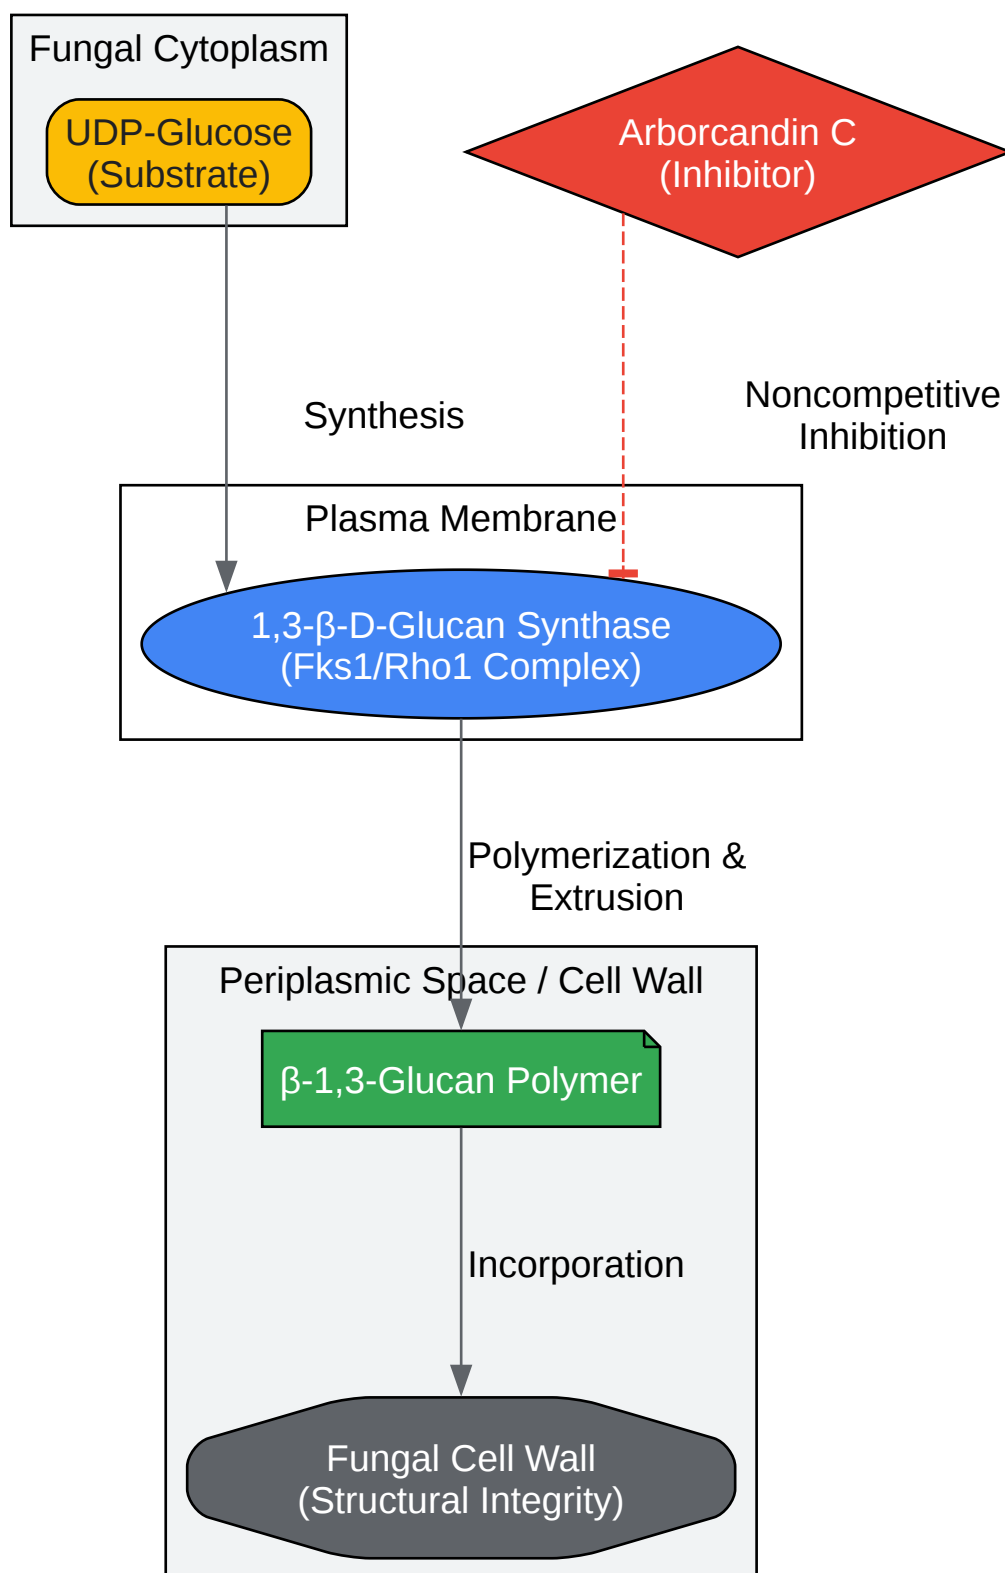 Fungal Cytoplasm
UDP-Glucose
(Substrate)
Arborcandin C
(Inhibitor)
Synthesis
Noncompetitive
Inhibition
Plasma Membrane
1,3-β-D-Glucan Synthase
(Fks1/Rho1 Complex)
Polymerization &
Extrusion
Periplasmic Space / Cell Wall
β-1,3-Glucan Polymer
Incorporation
Fungal Cell Wall
(Structural Integrity)